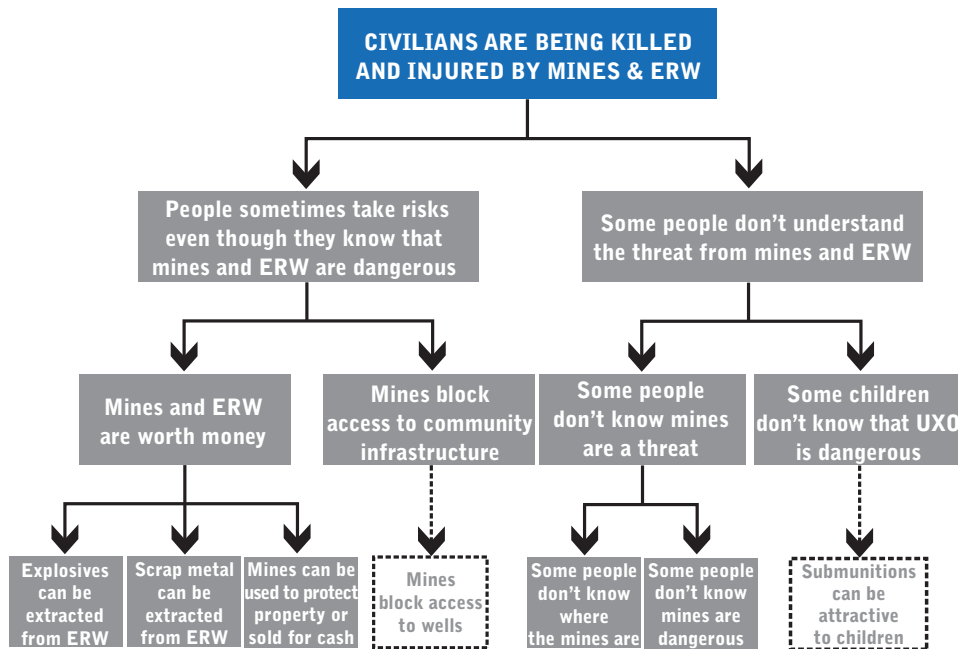 CIVILIANS ARE BEING KILLED
AND INJURED BY MINES & ERW
People sometimes take risks
even though they know that
mines and ERW are dangerous
Some people don't understand
the threat from mines and ERW
Mines and ERW
are worth money
Mines block
access to community
infrastructure
Some people
don't know mines
are a threat
Some children
don't know that UXO
is dangerous
Explosives
can be
extracted
from ERW
Scrap metal
can be
extracted
from ERW
Mines can be
used to protect
property or
sold for cash
Mines
block access
to wells
Some people
don't know
where
the mines are
Some people
don't know
mines are
dangerous
Submunitions
can be
attractive
to children